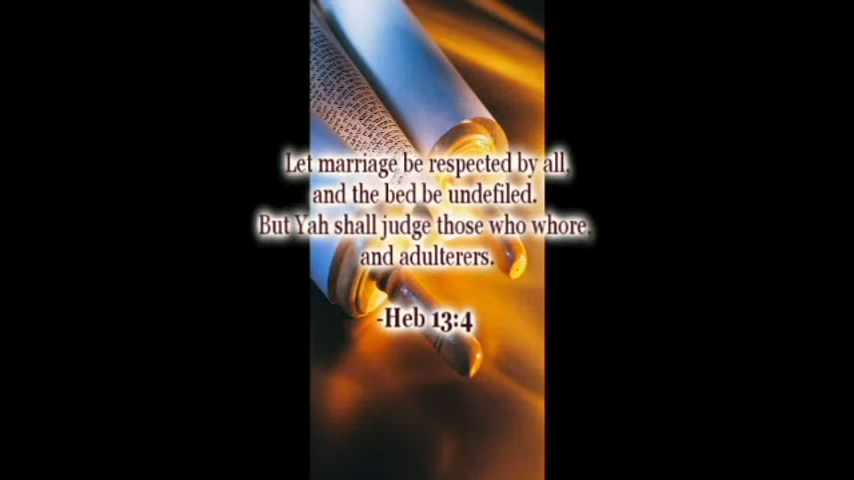 Let marriage be respected by all,
and the bed be undefiled.
But Yah shall judge those who whore,
and adulterers.
-Heb 13:4